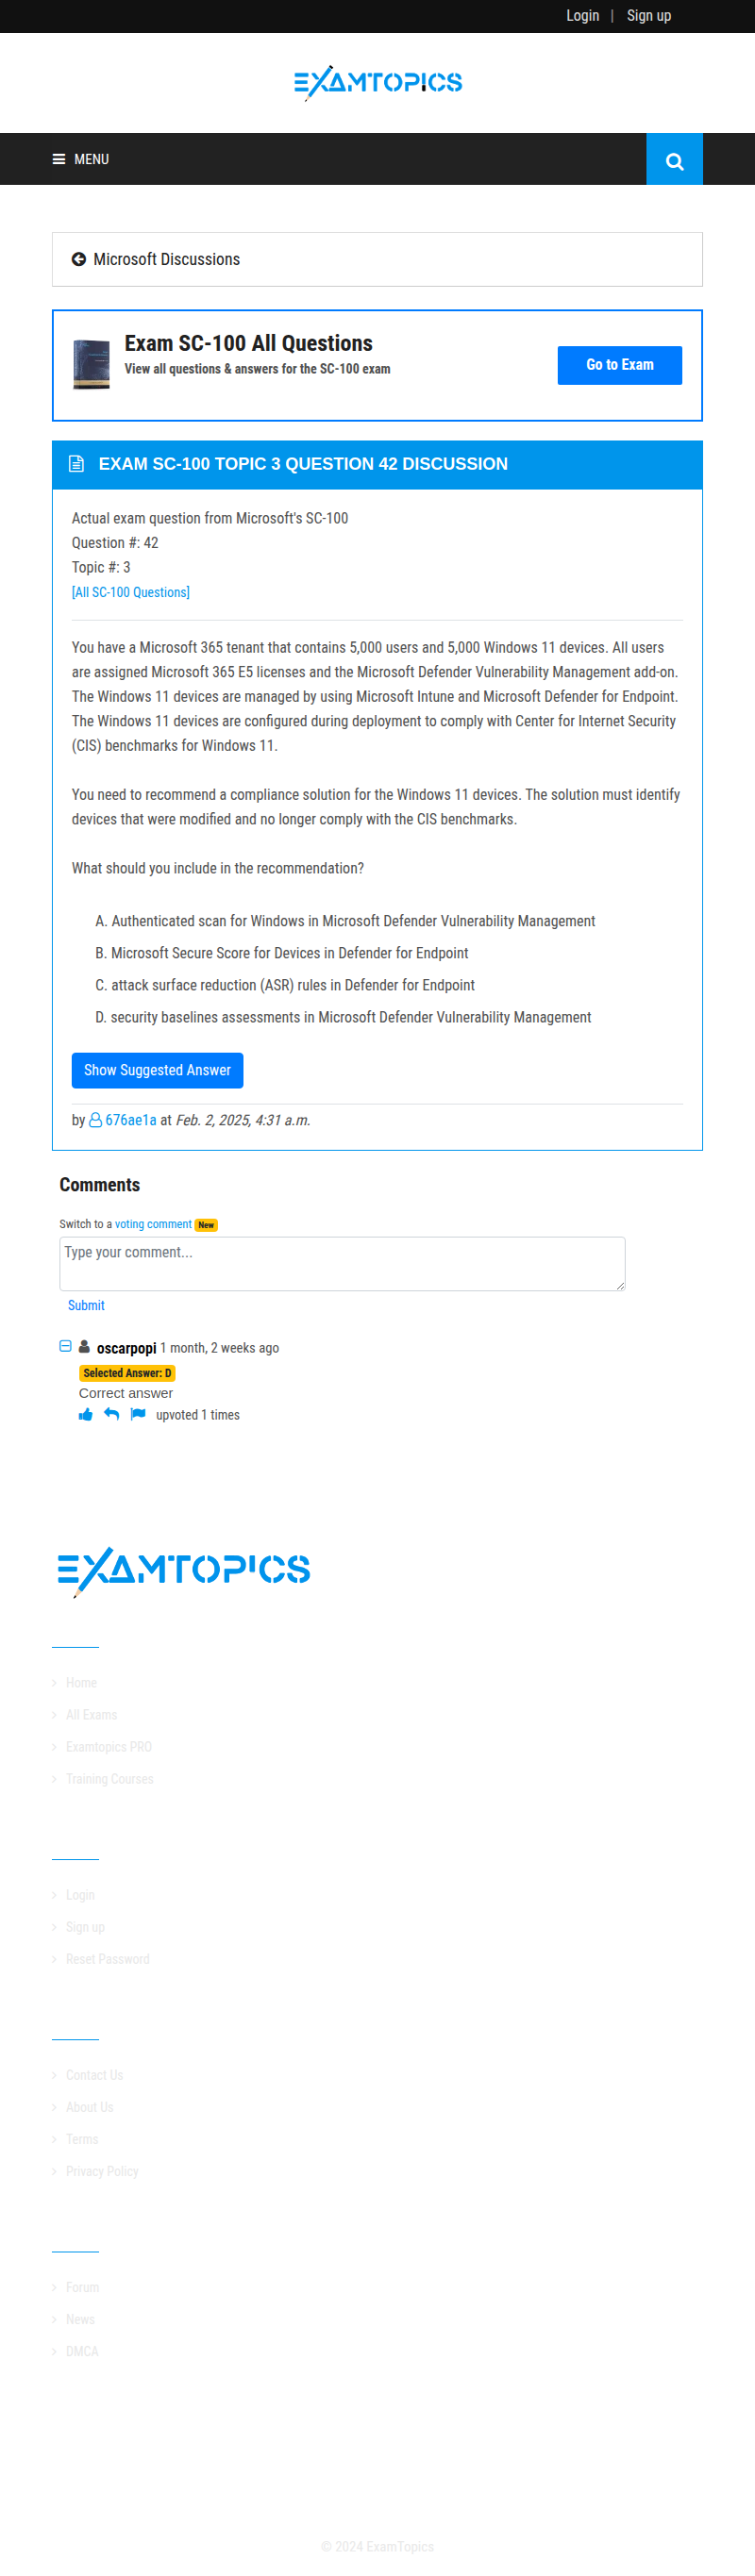 Login | Sign up
EXAMTOPICS
MENU
Microsoft Discussions
Exam SC-100 All Questions
View all questions & answers for the SC-100 exam
Go to Exam
EXAM SC-100 TOPIC 3 QUESTION 42 DISCUSSION
Actual exam question from Microsoft's SC-100
Question #: 42
Topic #: 3
[All SC-100 Questions]
You have a Microsoft 365 tenant that contains 5,000 users and 5,000 Windows 11 devices. All users
are assigned Microsoft 365 E5 licenses and the Microsoft Defender Vulnerability Management add-on.
The Windows 11 devices are managed by using Microsoft Intune and Microsoft Defender for Endpoint.
The Windows 11 devices are configured during deployment to comply with Center for Internet Security
(CIS) benchmarks for Windows 11.
You need to recommend a compliance solution for the Windows 11 devices. The solution must identify
devices that were modified and no longer comply with the CIS benchmarks.
What should you include in the recommendation?
A. Authenticated scan for Windows in Microsoft Defender Vulnerability Management
B. Microsoft Secure Score for Devices in Defender for Endpoint
C. attack surface reduction (ASR) rules in Defender for Endpoint
D. security baselines assessments in Microsoft Defender Vulnerability Management
Show Suggested Answer
by 676ae1a at Feb. 2, 2025, 4:31 a.m.
Comments
Switch to a voting comment New
Type your comment...
Submit
oscarpopi 1 month, 2 weeks ago
Selected Answer: D
Correct answer
upvoted 1 times
EXAMTOPICS
Home
All Exams
Examtopics PRO
Training Courses
Login
Sign up
Reset Password
Contact Us
About Us
Terms
Privacy Policy
Forum
News
DMCA
© 2024 ExamTopics